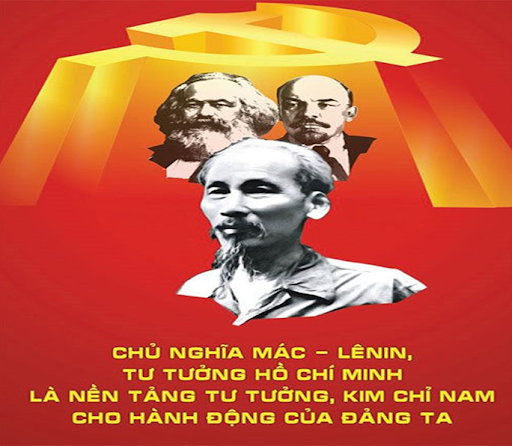 CHỦ NGHĨA MÁC – LÊNIN,
TƯ TƯỞNG HỒ CHÍ MINH
LÀ NỀN TẢNG TƯ TƯỞNG, KIM CHỈ NAM
CHO HÀNH ĐỘNG CỦA ĐẢNG TA